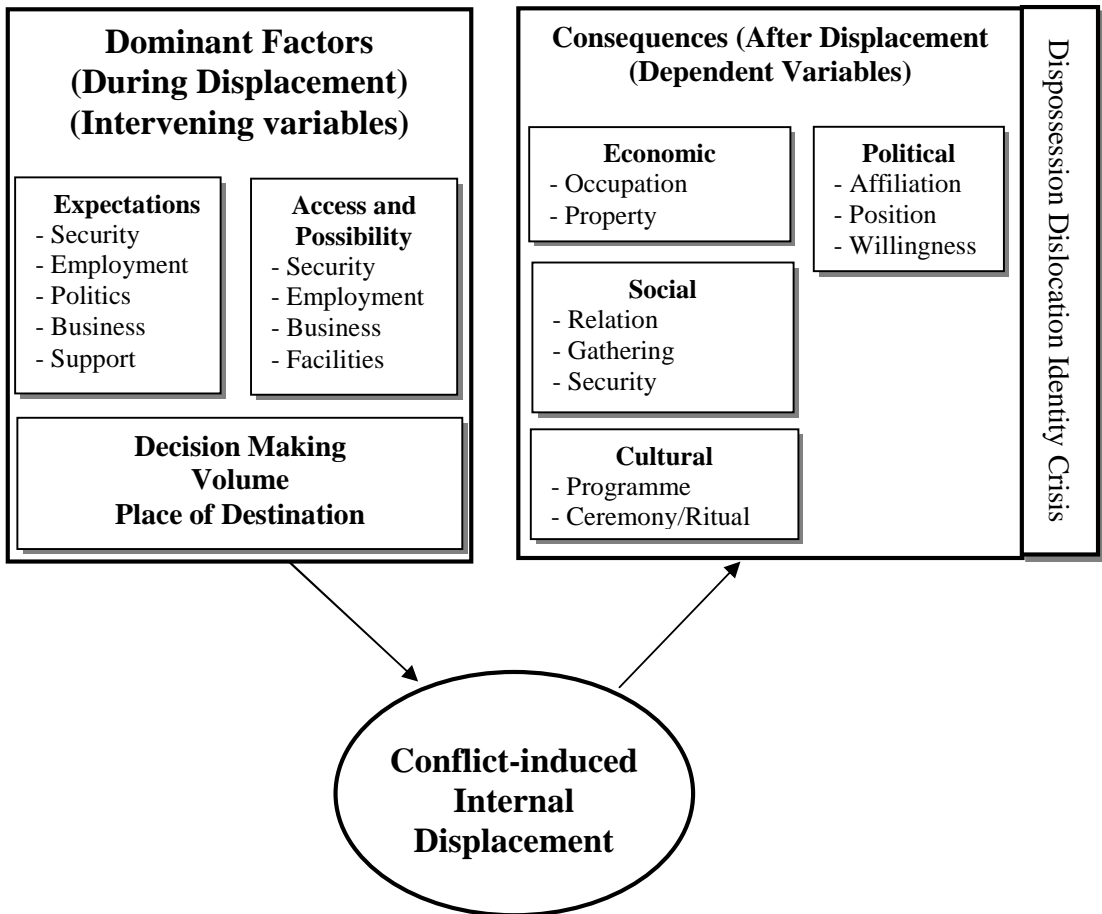 Dominant Factors
(During Displacement)
(Intervening variables)
Expectations
- Security
- Employment
- Politics
- Business
- Support
Access and
Possibility
- Security
- Employment
- Business
- Facilities
Decision Making
Volume
Place of Destination
Consequences (After Displacement
(Dependent Variables)
Economic
- Occupation
- Property
Political
- Affiliation
- Position
- Willingness
Social
- Relation
- Gathering
- Security
Cultural
- Programme
- Ceremony/Ritual
Dispossession Dislocation Identity Crisis
Conflict-induced
Internal
Displacement